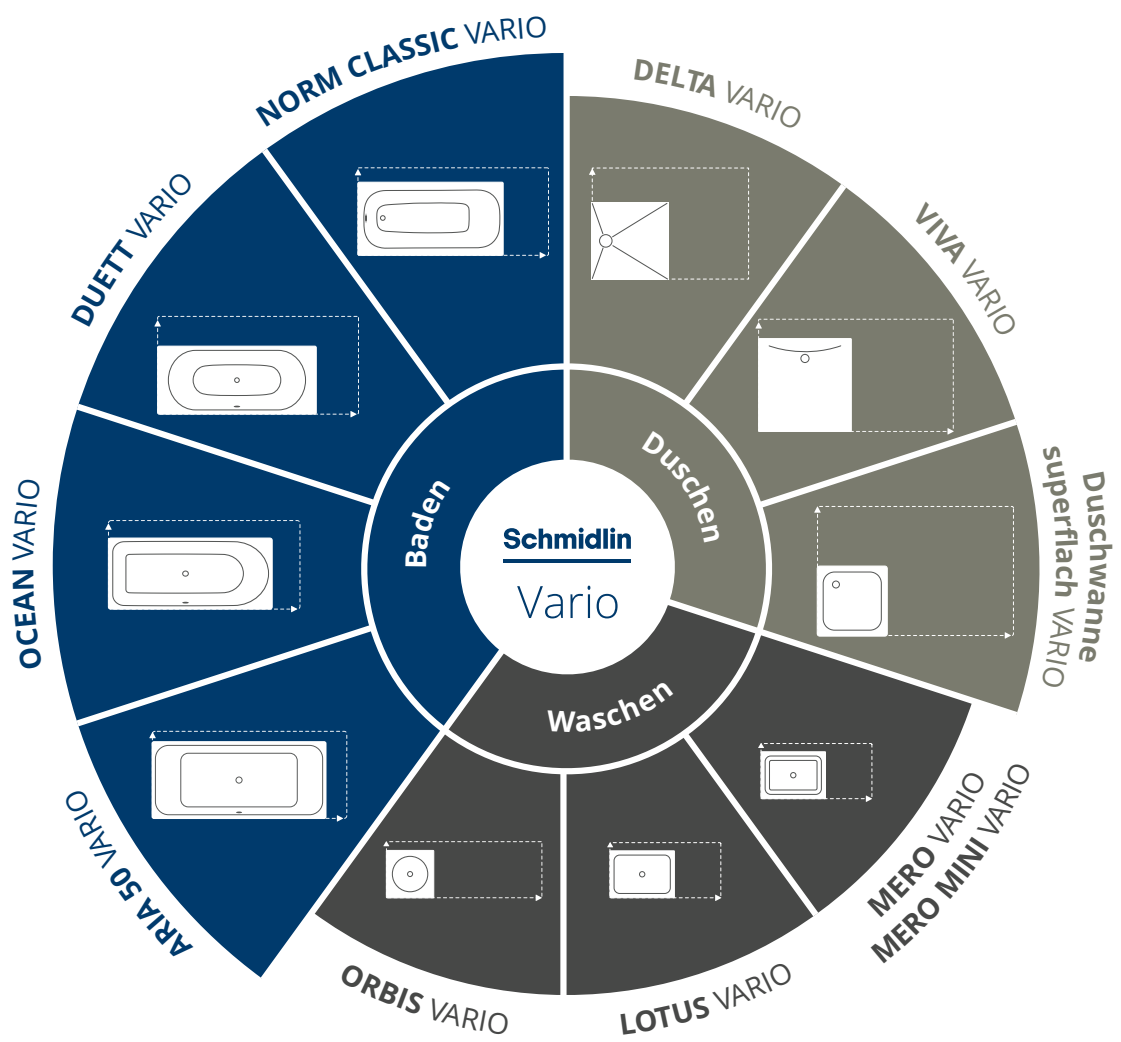 Schmidlin
Vario
Baden
Duschen
Waschen
NORM CLASSIC VARIO
DELTA VARIO
VIVA VARIO
Duschwanne
superflach VARIO
MERO VARIO
MERO MINI VARIO
LOTUS VARIO
ORBIS VARIO
ARIA 50 VARIO
OCEAN VARIO
DUETT VARIO